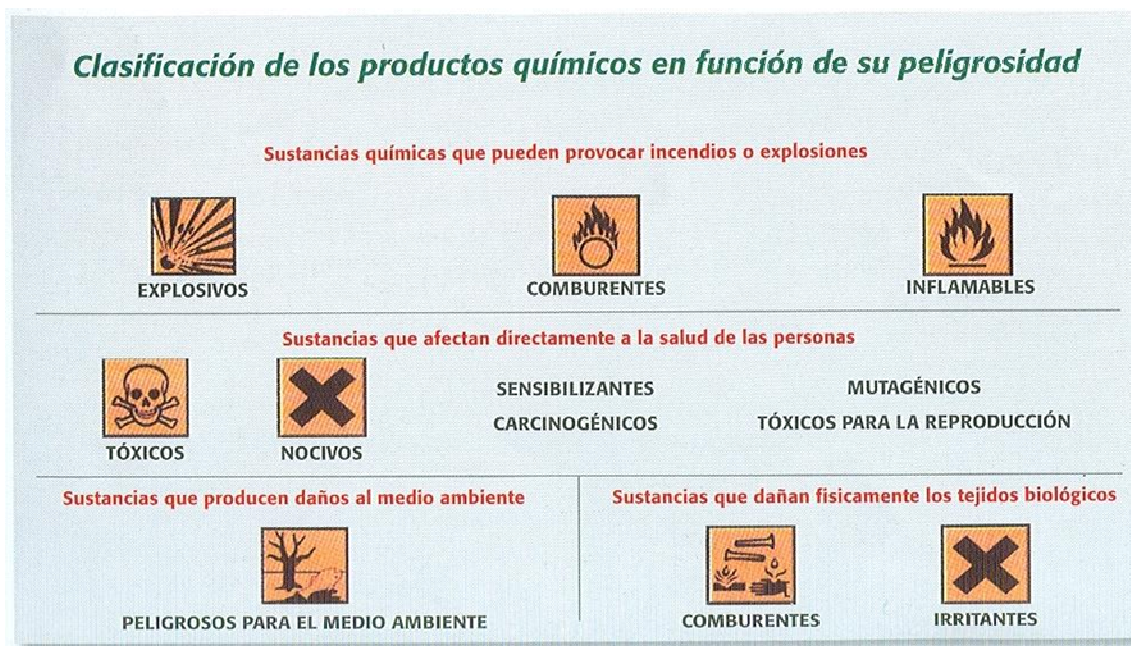 Clasificación de los productos químicos en función de su peligrosidad
Sustancias químicas que pueden provocar incendios o explosiones
EXPLOSIVOS
COMBURENTES
INFLAMABLES
Sustancias que afectan directamente a la salud de las personas
TÓXICOS
NOCIVOS
SENSIBILIZANTES
CARCINOGÉNICOS
MUTAGÉNICOS
TÓXICOS PARA LA REPRODUCCIÓN
Sustancias que producen daños al medio ambiente
PELIGROSOS PARA EL MEDIO AMBIENTE
Sustancias que dañan fisicamente los tejidos biológicos
COMBURENTES
IRRITANTES